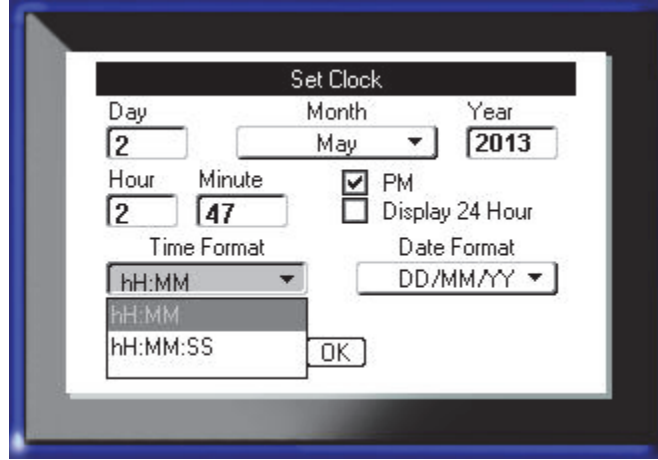 Set Clock
Day Month Year
2 May 2013
Hour Minute PM
2 47 Display 24 Hour
Time Format Date Format
hH:MM DD/MM/YY
hH:MM
hH:MM:SS
OK